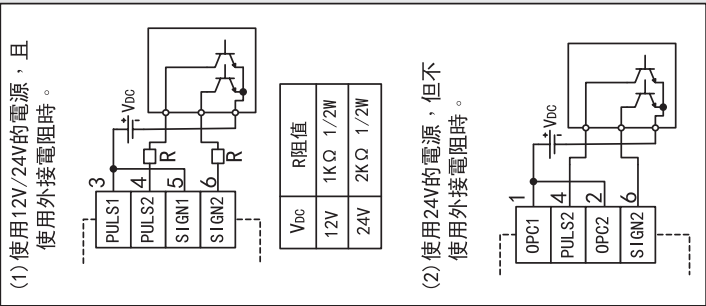 (1) 使用12V/24V的電源，且
使用外接電阻時。
VDC
R
R
3
4
5
6
PULS1
PULS2
SIGN1
SIGN2
VDC R阻值
12V 1KΩ 1/2W
24V 2KΩ 1/2W
(2) 使用24V的電源，但不
使用外接電阻時。
VDC
1
4
2
6
OPC1
PULS2
OPC2
SIGN2